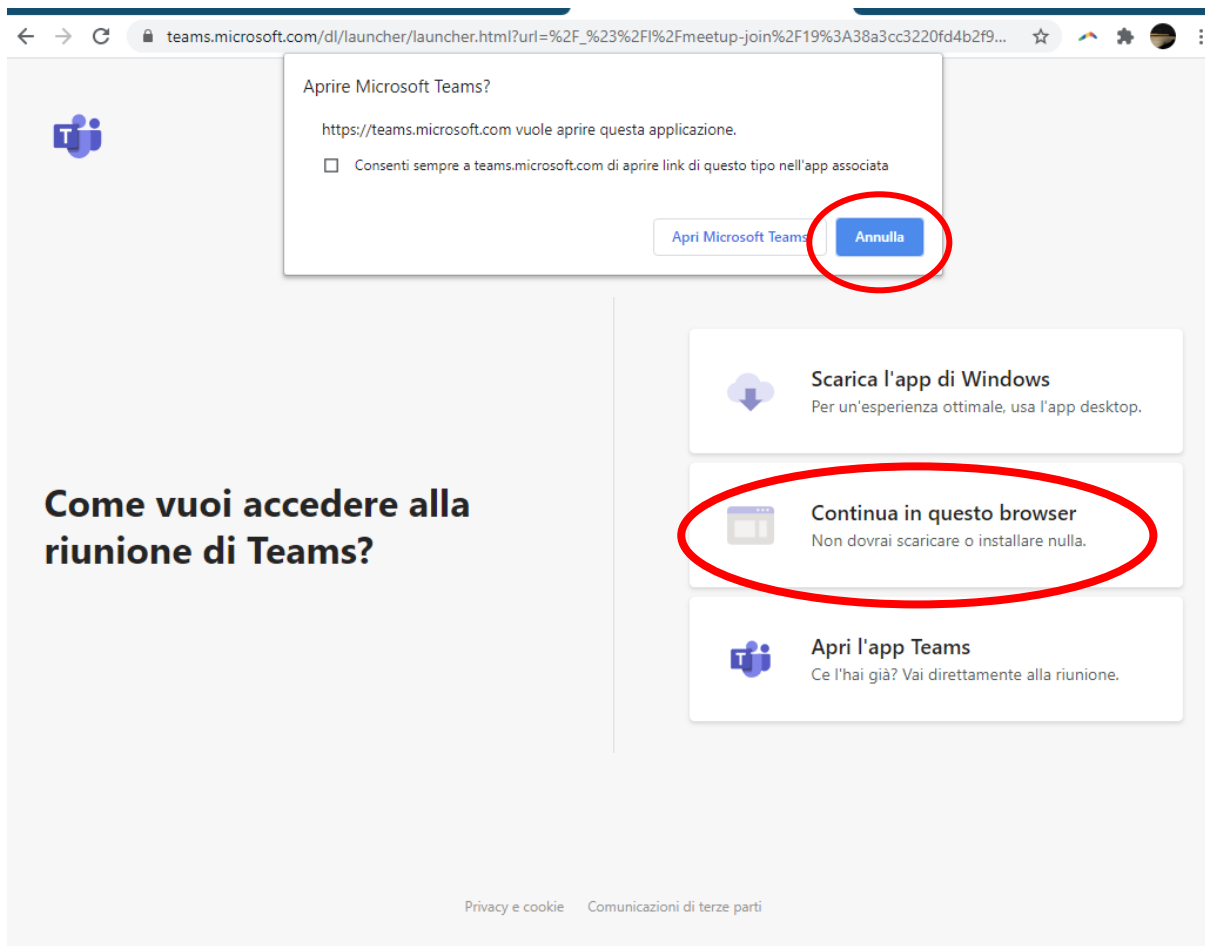 teams.microsoft.com/dl/launcher/launcher.html?url=%2F_%23%2Fl%2Fmeetup-join%2F19%3A38a3cc3220fd4b2f9...
Aprire Microsoft Teams?
https://teams.microsoft.com vuole aprire questa applicazione.
Consenti sempre a teams.microsoft.com di aprire link di questo tipo nell'app associata
Apri Microsoft Teams
Annulla
Scarica l'app di Windows
Per un'esperienza ottimale, usa l'app desktop.
Come vuoi accedere alla
riunione di Teams?
Continua in questo browser
Non dovrai scaricare o installare nulla.
Apri l'app Teams
Ce l'hai già? Vai direttamente alla riunione.
Privacy e cookie
Comunicazioni di terze parti